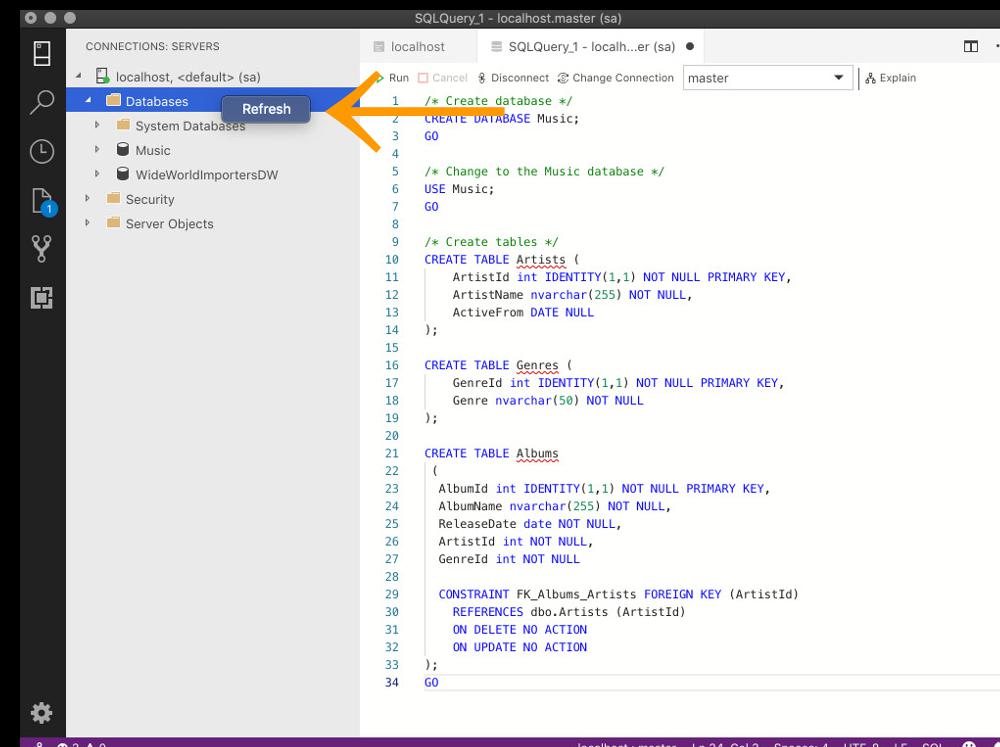 SQLQuery_1 - localhost.master (sa)
CONNECTIONS: SERVERS
localhost, <default> (sa)
Databases
Refresh
System Databases
Music
WideWorldImportersDW
Security
Server Objects
1
localhost
SQLQuery_1 - localh...er (sa)
Run Cancel Disconnect Change Connection master Explain
1 /* Create database */
2 CREATE DATABASE Music;
3 GO
4
5 /* Change to the Music database */
6 USE Music;
7 GO
8
9 /* Create tables */
10 CREATE TABLE Artists (
11 ArtistId int IDENTITY(1,1) NOT NULL PRIMARY KEY,
12 ArtistName nvarchar(255) NOT NULL,
13 ActiveFrom DATE NULL
14 );
15
16 CREATE TABLE Genres (
17 GenreId int IDENTITY(1,1) NOT NULL PRIMARY KEY,
18 Genre nvarchar(50) NOT NULL
19 );
20
21 CREATE TABLE Albums
22 (
23 AlbumId int IDENTITY(1,1) NOT NULL PRIMARY KEY,
24 AlbumName nvarchar(255) NOT NULL,
25 ReleaseDate date NOT NULL,
26 ArtistId int NOT NULL,
27 GenreId int NOT NULL
28
29 CONSTRAINT FK_Albums_Artists FOREIGN KEY (ArtistId)
30 REFERENCES dbo.Artists (ArtistId)
31 ON DELETE NO ACTION
32 ON UPDATE NO ACTION
33 );
34 GO
localhost : master Ln 34, Col 3 Spaces: 4 UTF-8 LF SQL